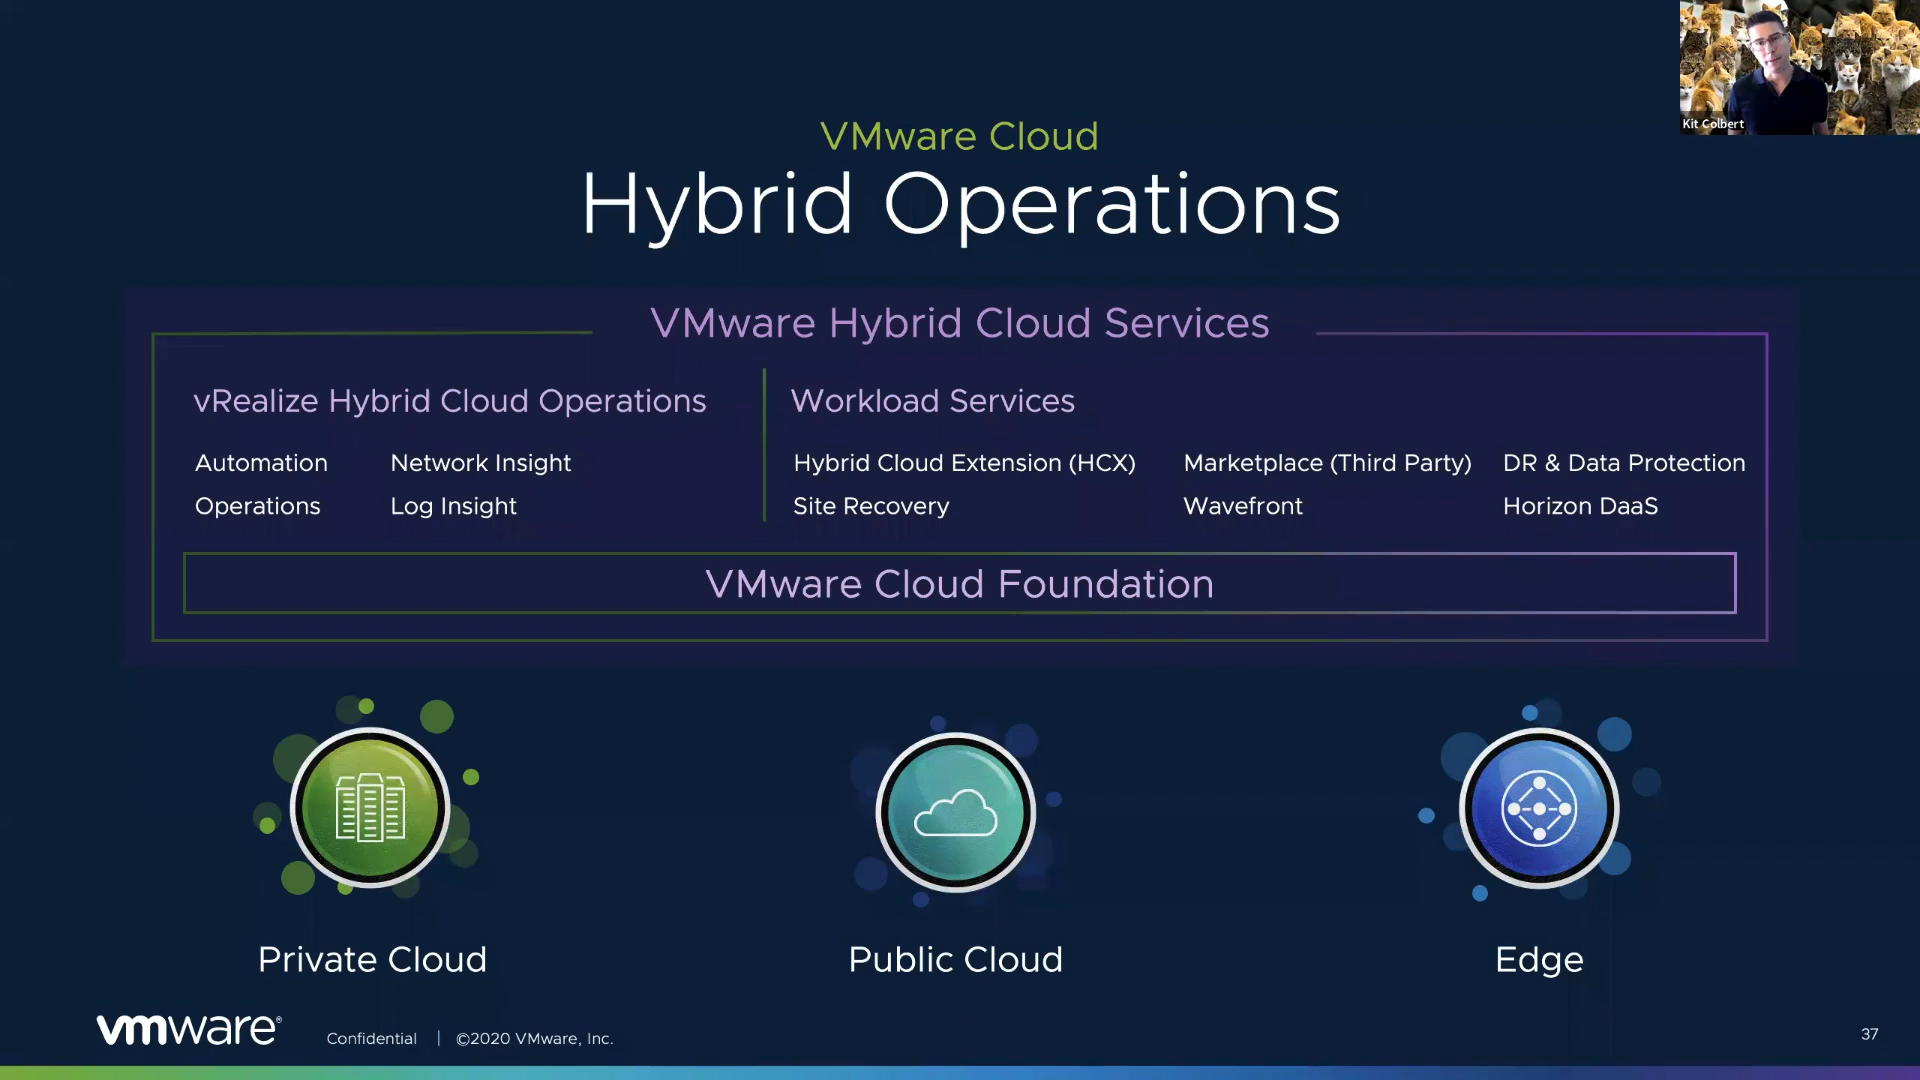 Kit Colbert
VMware Cloud
Hybrid Operations
VMware Hybrid Cloud Services
vRealize Hybrid Cloud Operations
Automation
Network Insight
Operations
Log Insight
Workload Services
Hybrid Cloud Extension (HCX)
Marketplace (Third Party)
DR & Data Protection
Site Recovery
Wavefront
Horizon DaaS
VMware Cloud Foundation
Private Cloud
Public Cloud
Edge
vmware®
Confidential | ©2020 VMware, Inc.
37